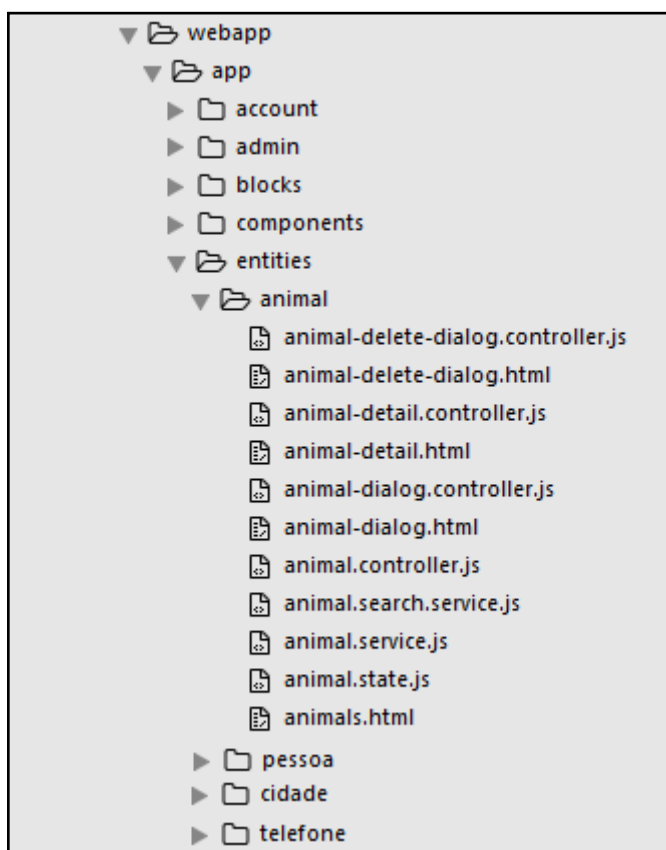 webapp
app
account
admin
blocks
components
entities
animal
animal-delete-dialog.controller.js
animal-delete-dialog.html
animal-detail.controller.js
animal-detail.html
animal-dialog.controller.js
animal-dialog.html
animal.controller.js
animal.search.service.js
animal.service.js
animal.state.js
animals.html
pessoa
cidade
telefone